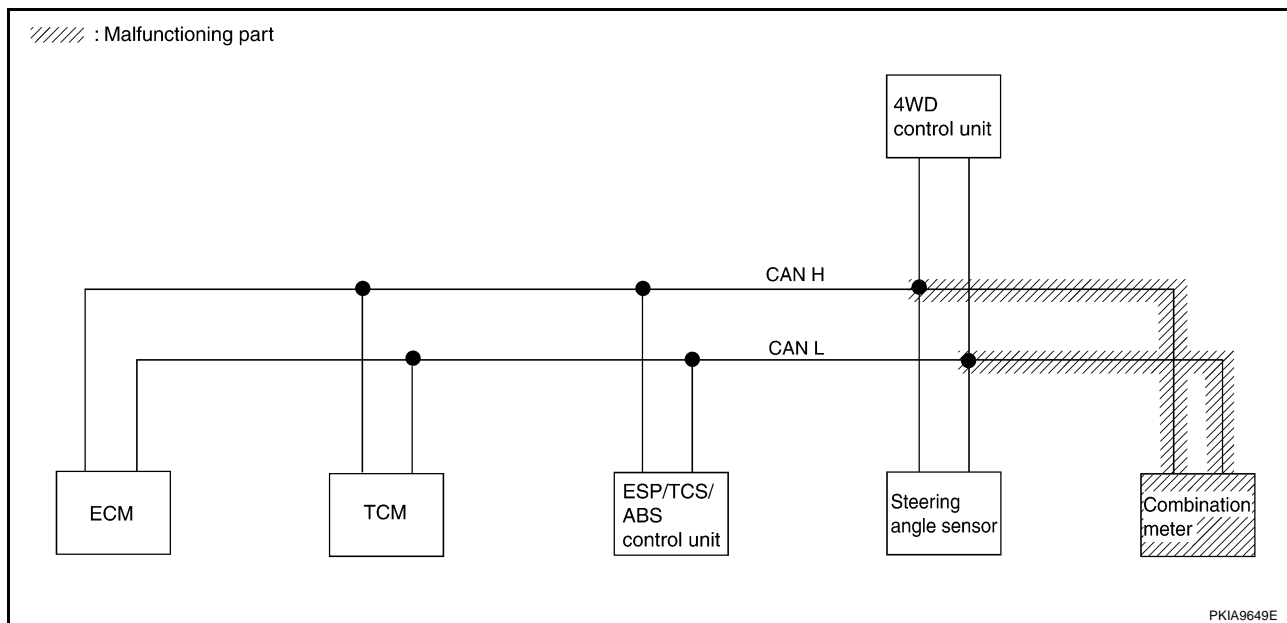 : Malfunctioning part
4WD
control unit
CAN H
CAN L
ECM
TCM
ESP/TCS/
ABS
control unit
Steering
angle sensor
Combination
meter
PKIA9649E